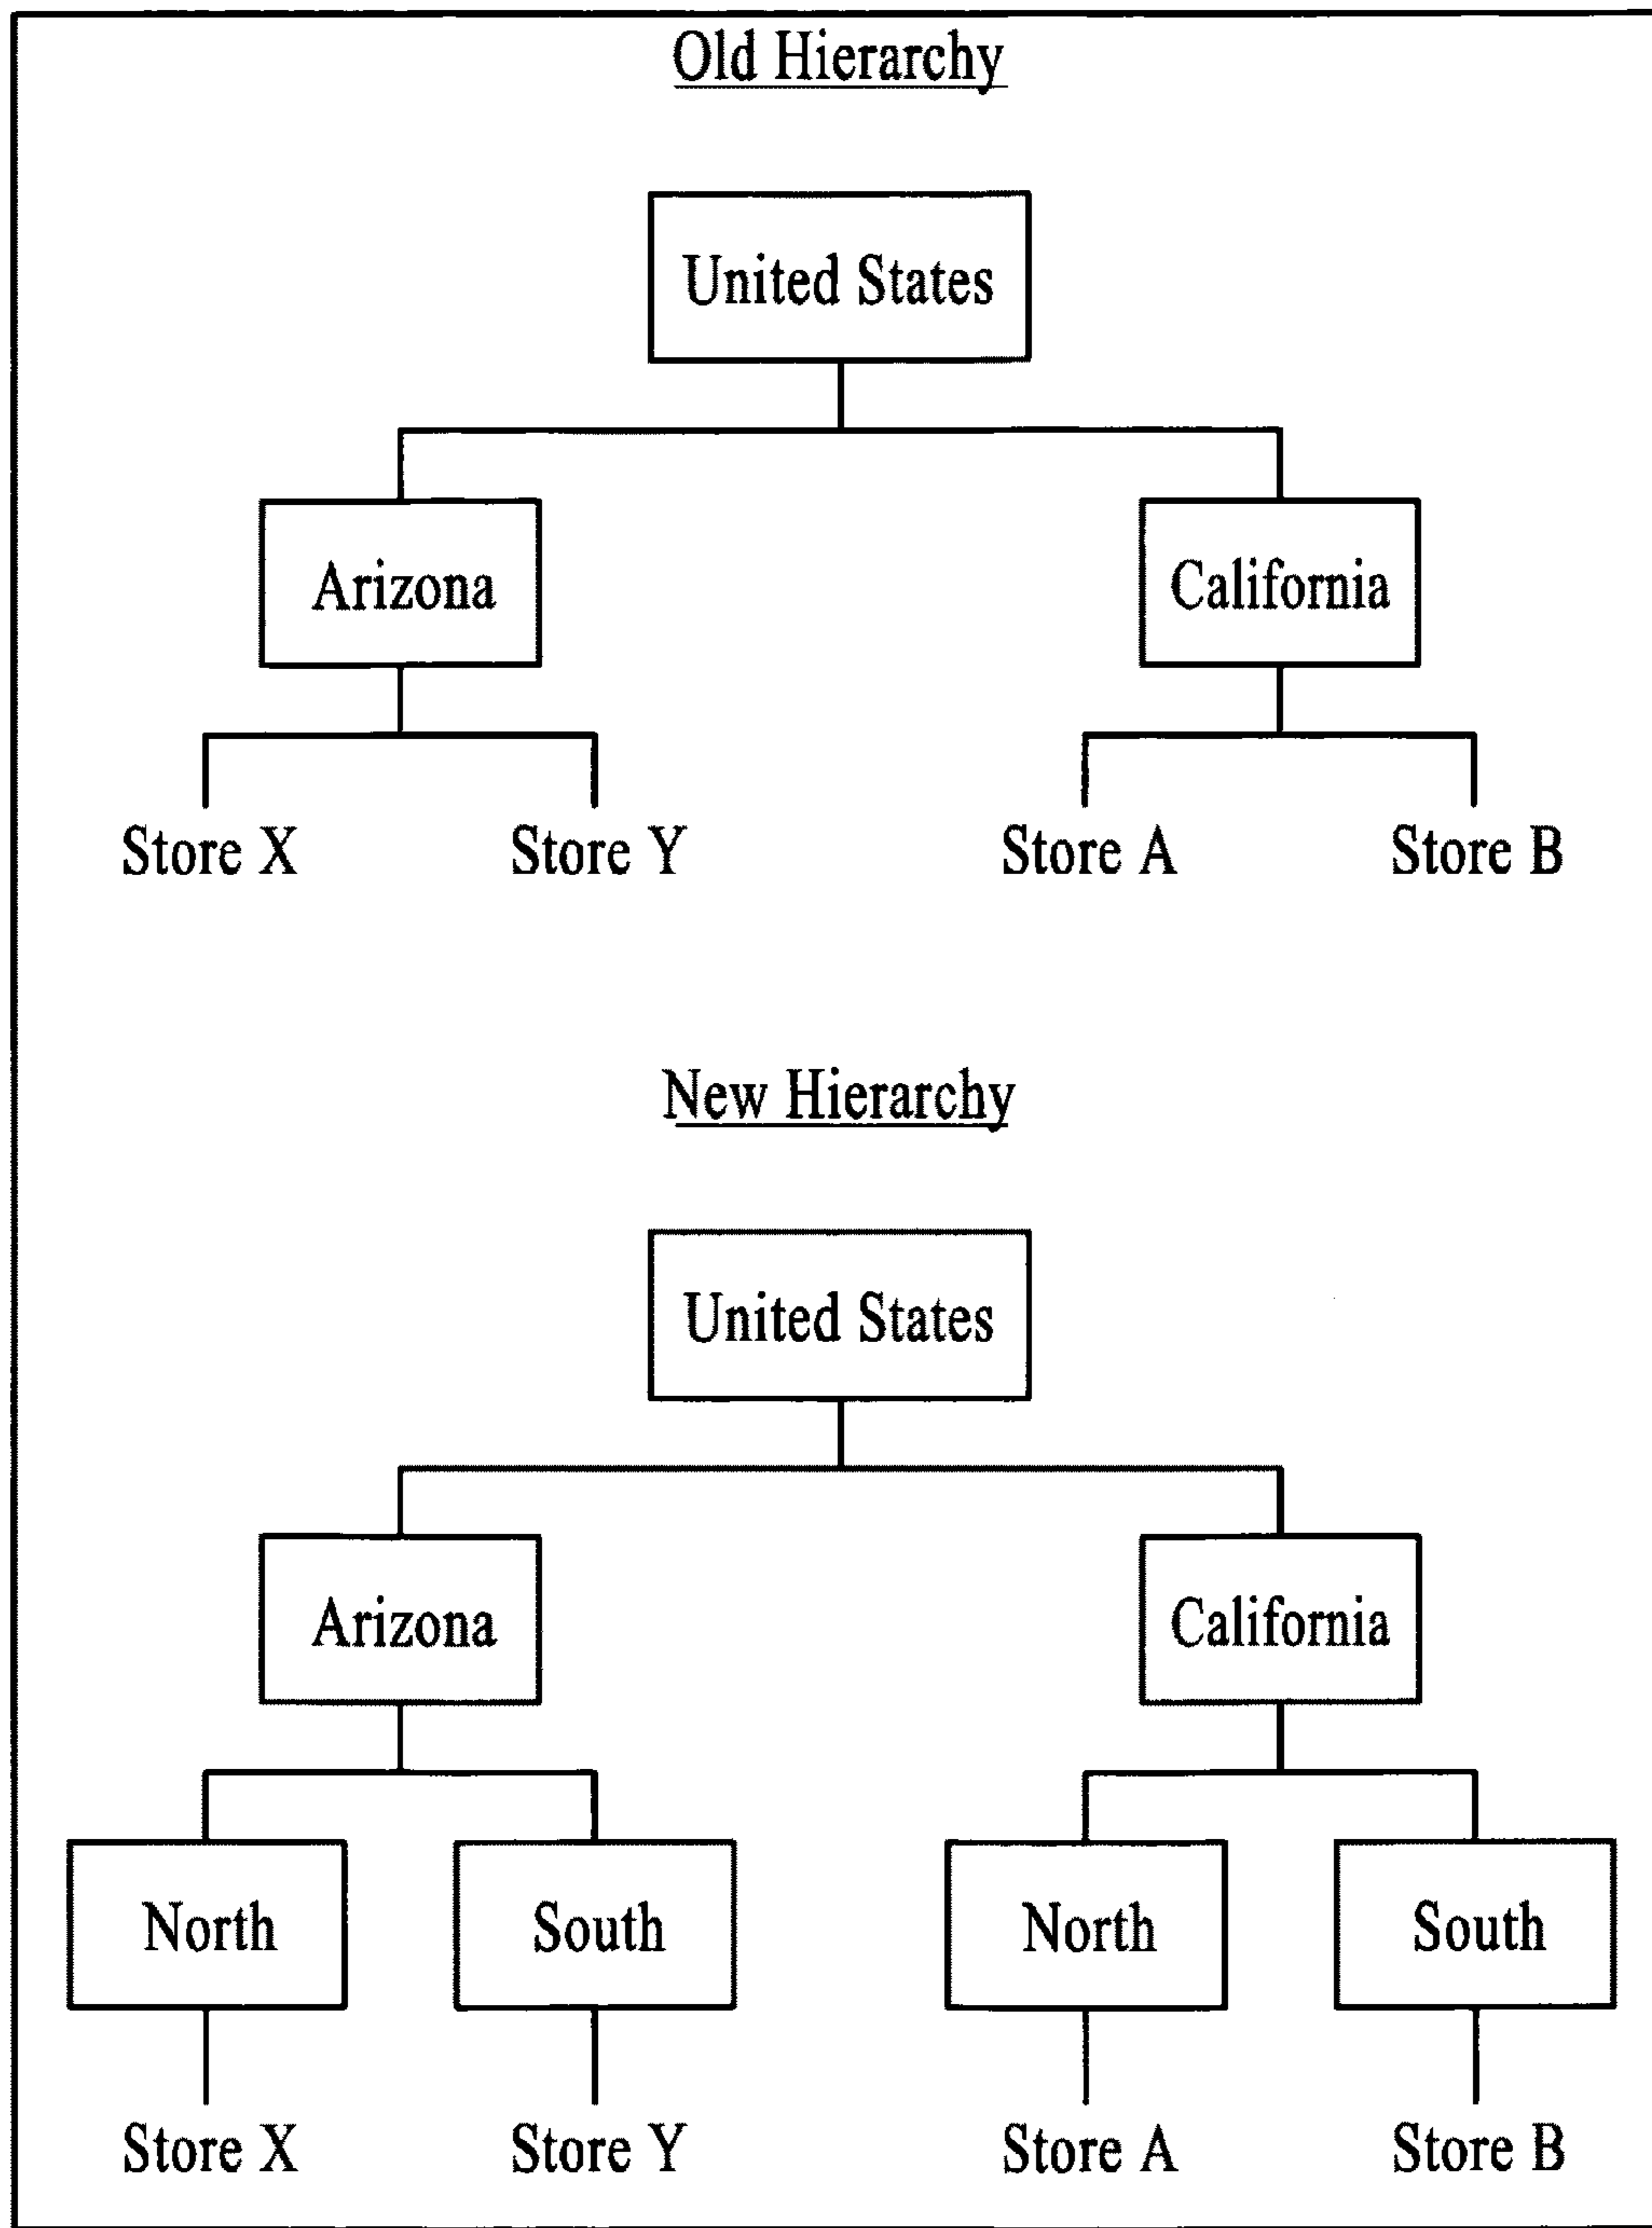 Old Hierarchy
United States
Arizona California
Store X Store Y Store A Store B
New Hierarchy
United States
Arizona California
North South North South
Store X Store Y Store A Store B